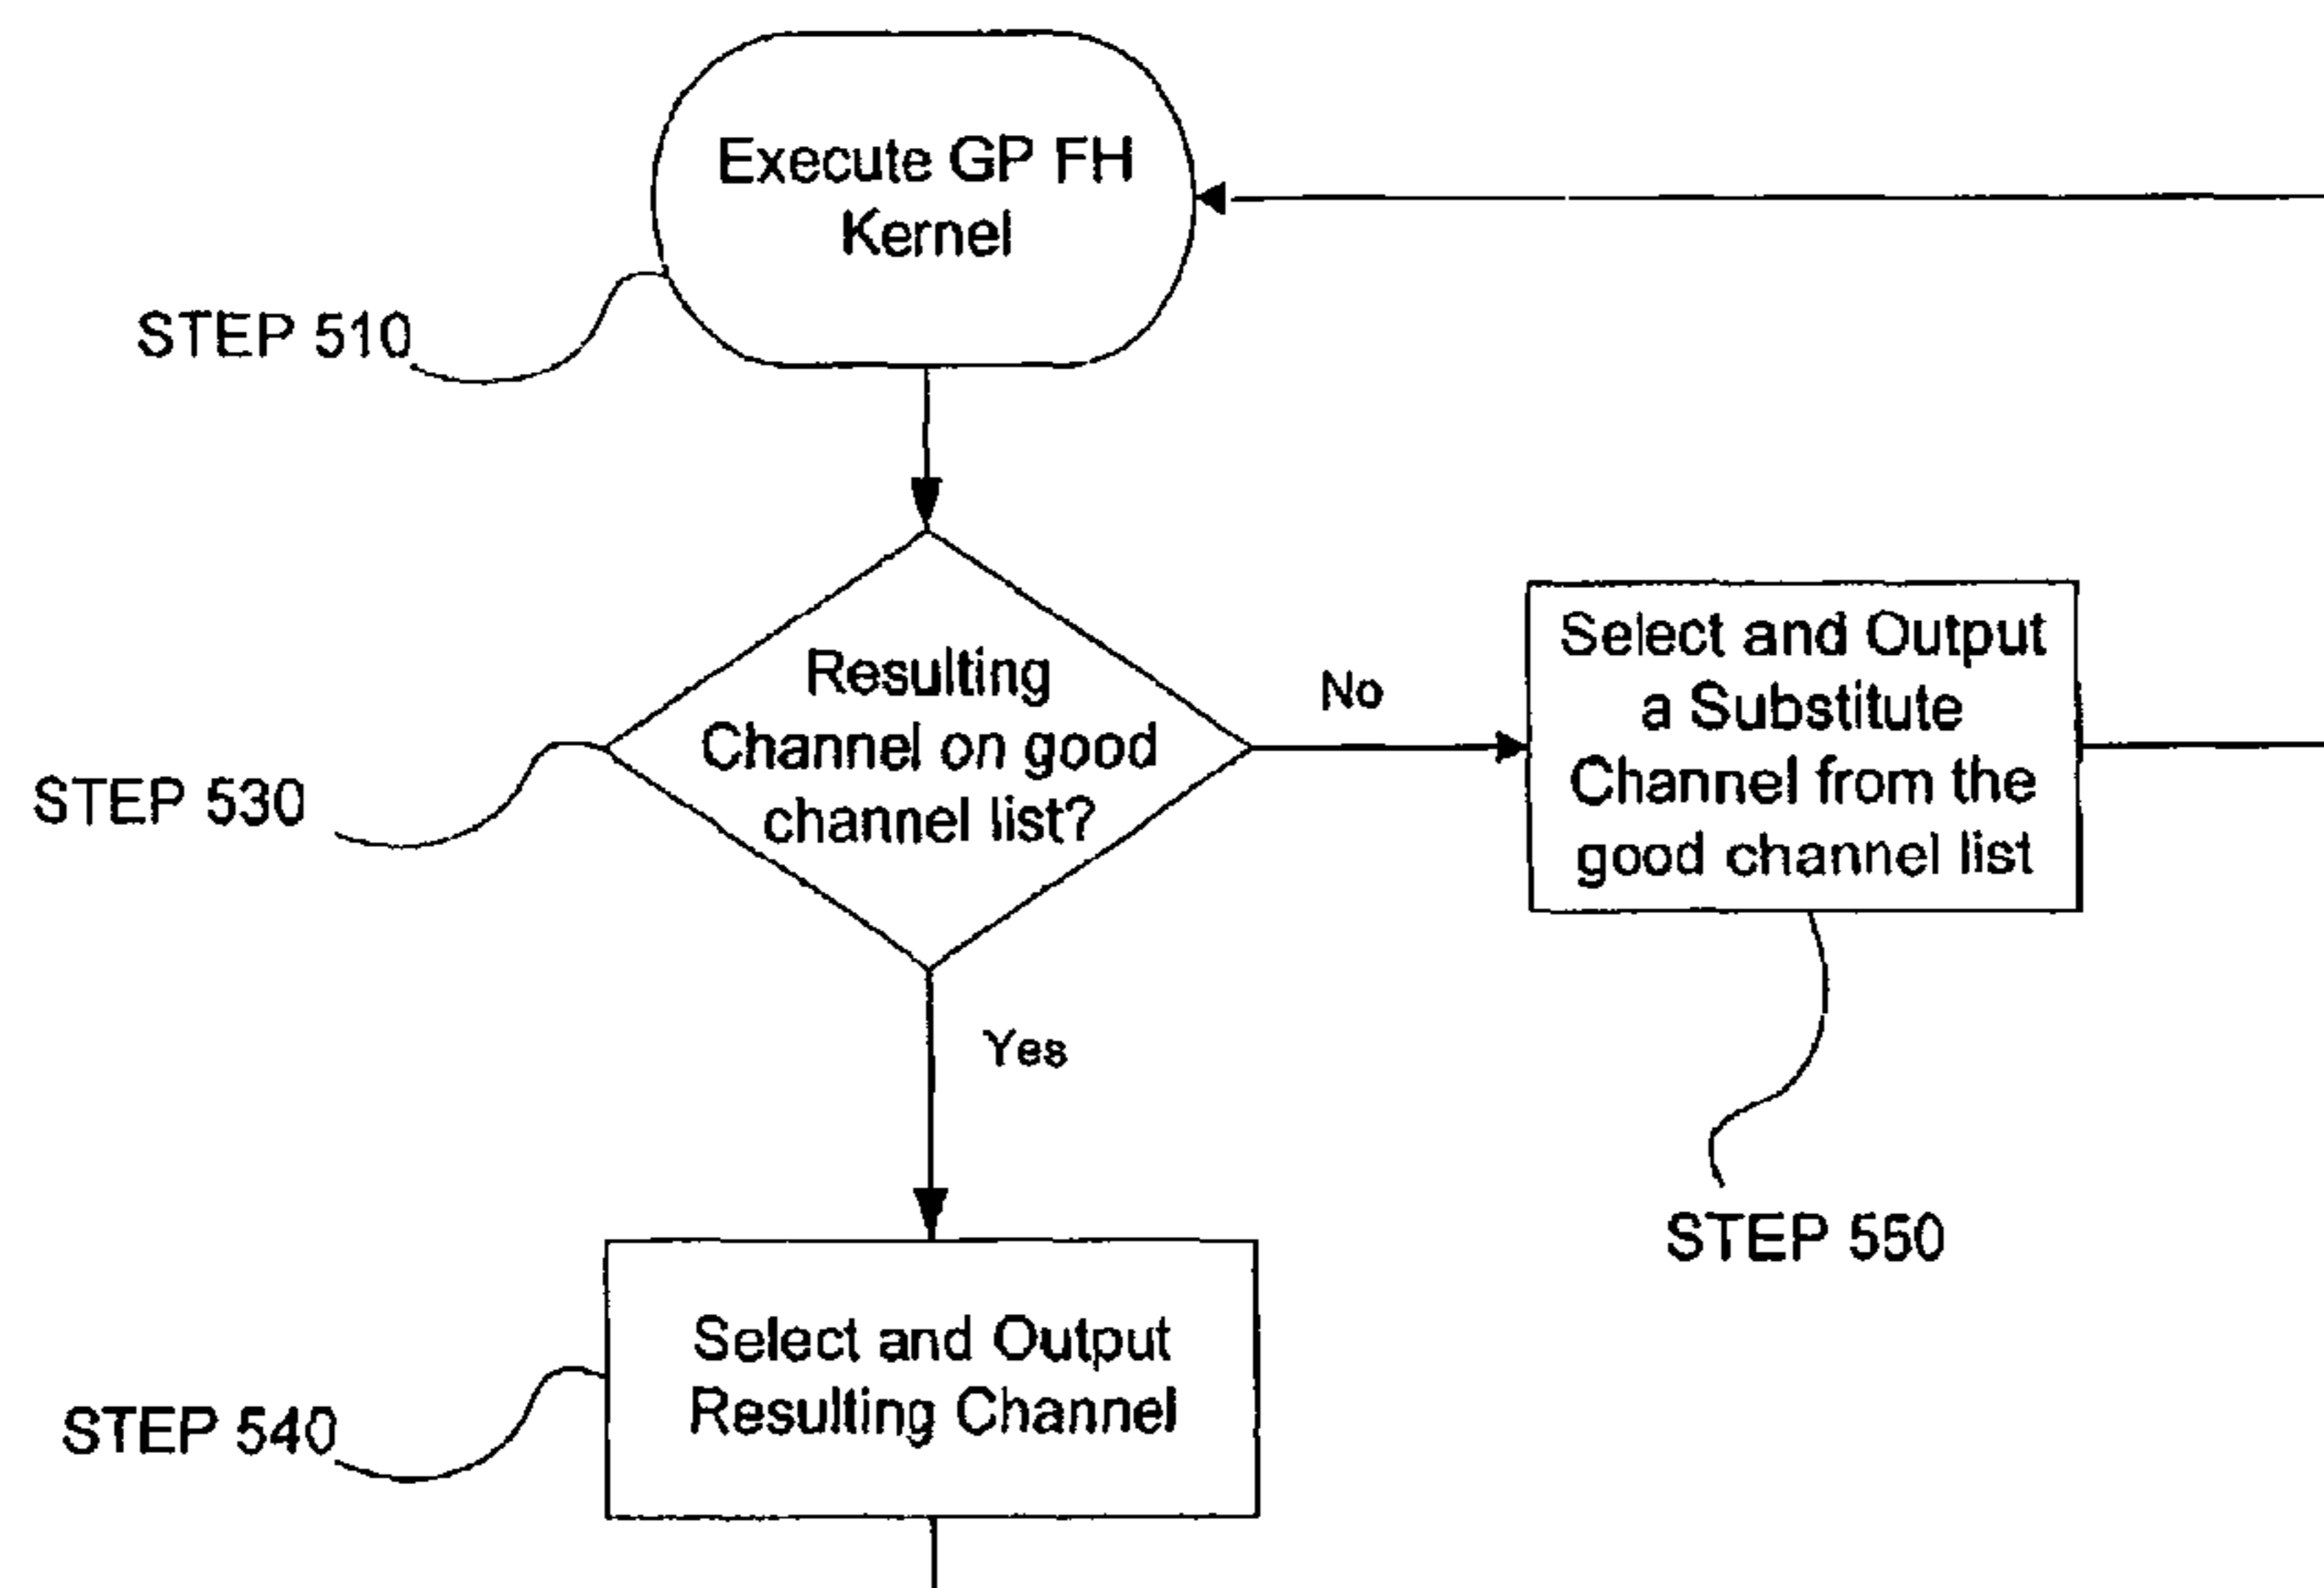 Execute GP FH
Kernel
STEP 510
Resulting
Channel on good
channel list?
STEP 530
No
Select and Output
a Substitute
Channel from the
good channel list
Yes
STEP 550
Select and Output
Resulting Channel
STEP 540